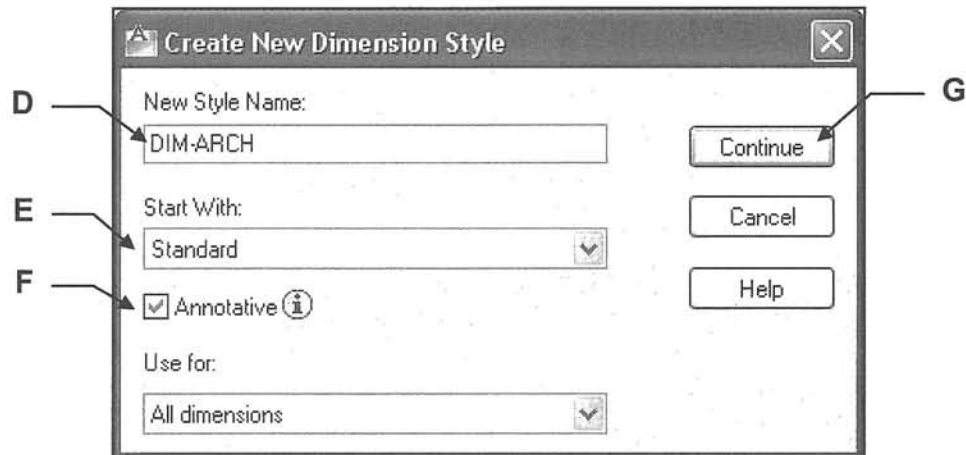 Create New Dimension Style
D
New Style Name:
DIM-ARCH
G
Continue
E
Start With:
Standard
Cancel
F
Annotative
Help
Use for:
All dimensions